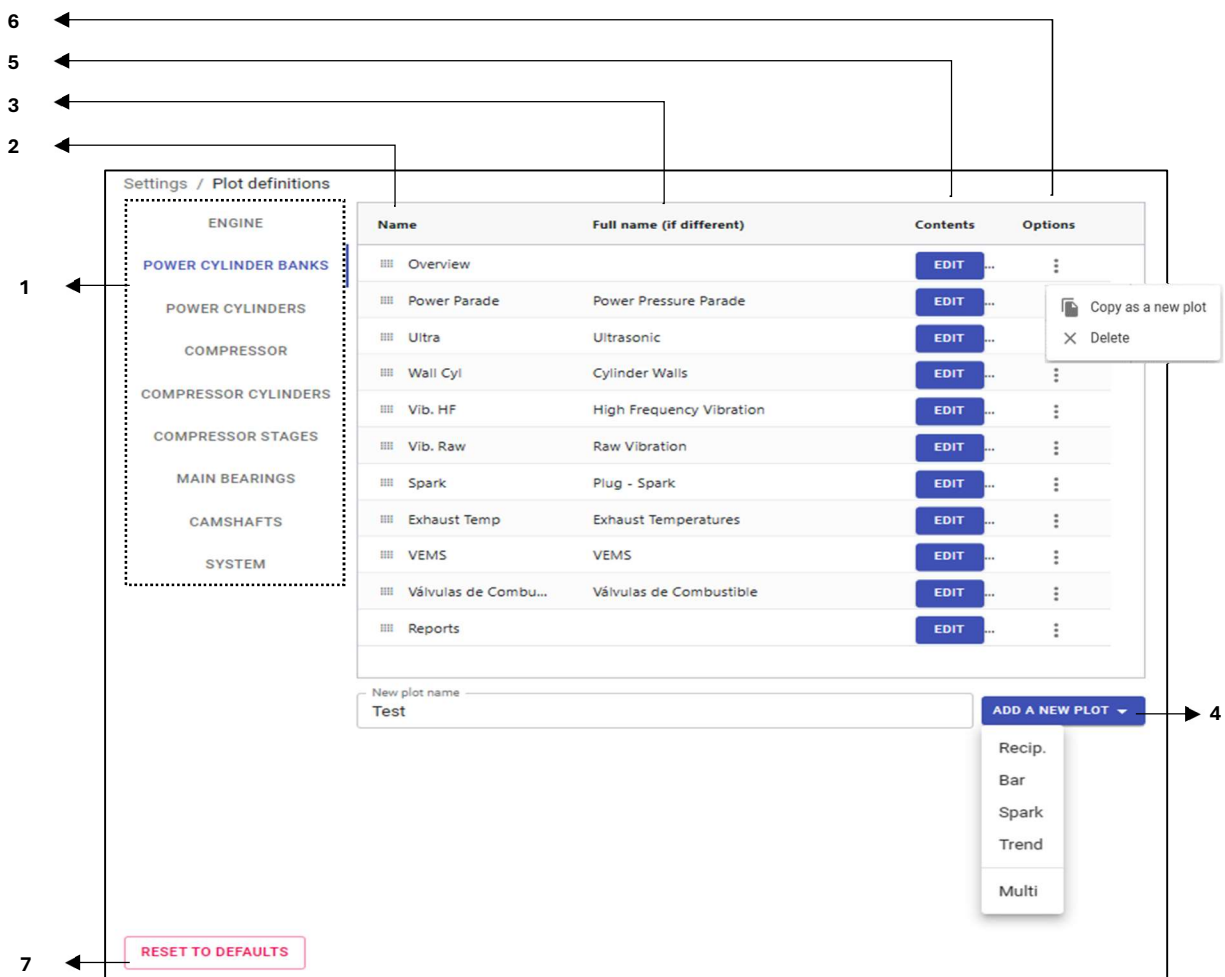 6
5
3
2
Settings / Plot definitions
ENGINE
POWER CYLINDER BANKS
1
POWER CYLINDERS
COMPRESSOR
COMPRESSOR CYLINDERS
COMPRESSOR STAGES
MAIN BEARINGS
CAMSHAFTS
SYSTEM
Name Full name (if different) Contents Options
Overview EDIT ...
Power Parade Power Pressure Parade EDIT ...
Ultra Ultrasonic EDIT ...
Wall Cyl Cylinder Walls EDIT ...
Vib. HF High Frequency Vibration EDIT ...
Vib. Raw Raw Vibration EDIT ...
Spark Plug - Spark EDIT ...
Exhaust Temp Exhaust Temperatures EDIT ...
VEMS VEMS EDIT ...
Válvulas de Combu... Válvulas de Combustible EDIT ...
Reports EDIT ...
Copy as a new plot
Delete
New plot name
Test
ADD A NEW PLOT
4
Recip.
Bar
Spark
Trend
Multi
RESET TO DEFAULTS
7